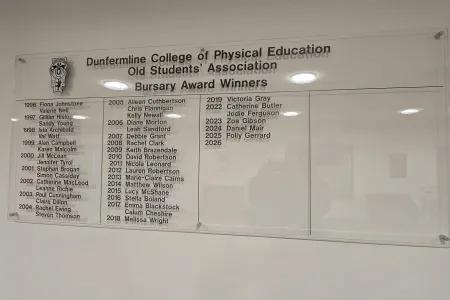 Dunfermline College of Physical Education
Old Students' Association
Bursary Award Winners
1996 Fiona Johnstone
Valerie Neil
1997 Gillian
Sandy Young
1998 Isla Archibald
Val Watt
1999 Alan Campbell
Karen Malcolm
2000 Jill McLean
Jennifer Tyrol
2001 Stephen Brogan
Simon Cassiday
2002 Catherine MacLeod
Leanne Richie
2003 Paul Cunningham
Claire Dillon
2004 Rachel Ewing
Steven Thomson
2005 Aileen Cuthbertson
Chris Flannigan
Kelly Newall
2006 Diane Morton
Leah Sandford
2007 Debbie Grant
2008 Rachel Clark
2009 Keith Brazendale
2010 David Robertson
2011 Nicola Leonard
2012 Lauren Robertson
2013 Marie-Claire Cairns
2014 Matthew Wilson
2015 Lucy McShane
2016 Stella Boland
2017 Emma Blackstock
Calum Cheshire
2018 Melissa Wright
2019 Victoria Gray
2022 Catherine Butler
Jodie Ferguson
2023 Zoe Gibson
2024 Daniel Mair
2025 Polly Gerrard
2026